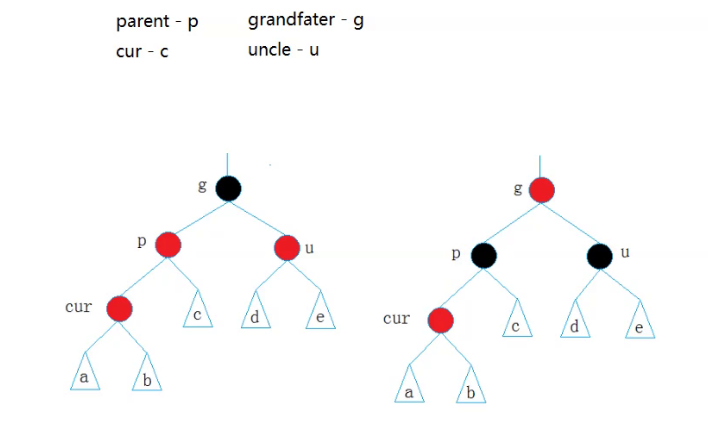 parent - p grandfater - g
cur - c uncle - u
g g
p u p u
cur c d e cur c d e
a b a b